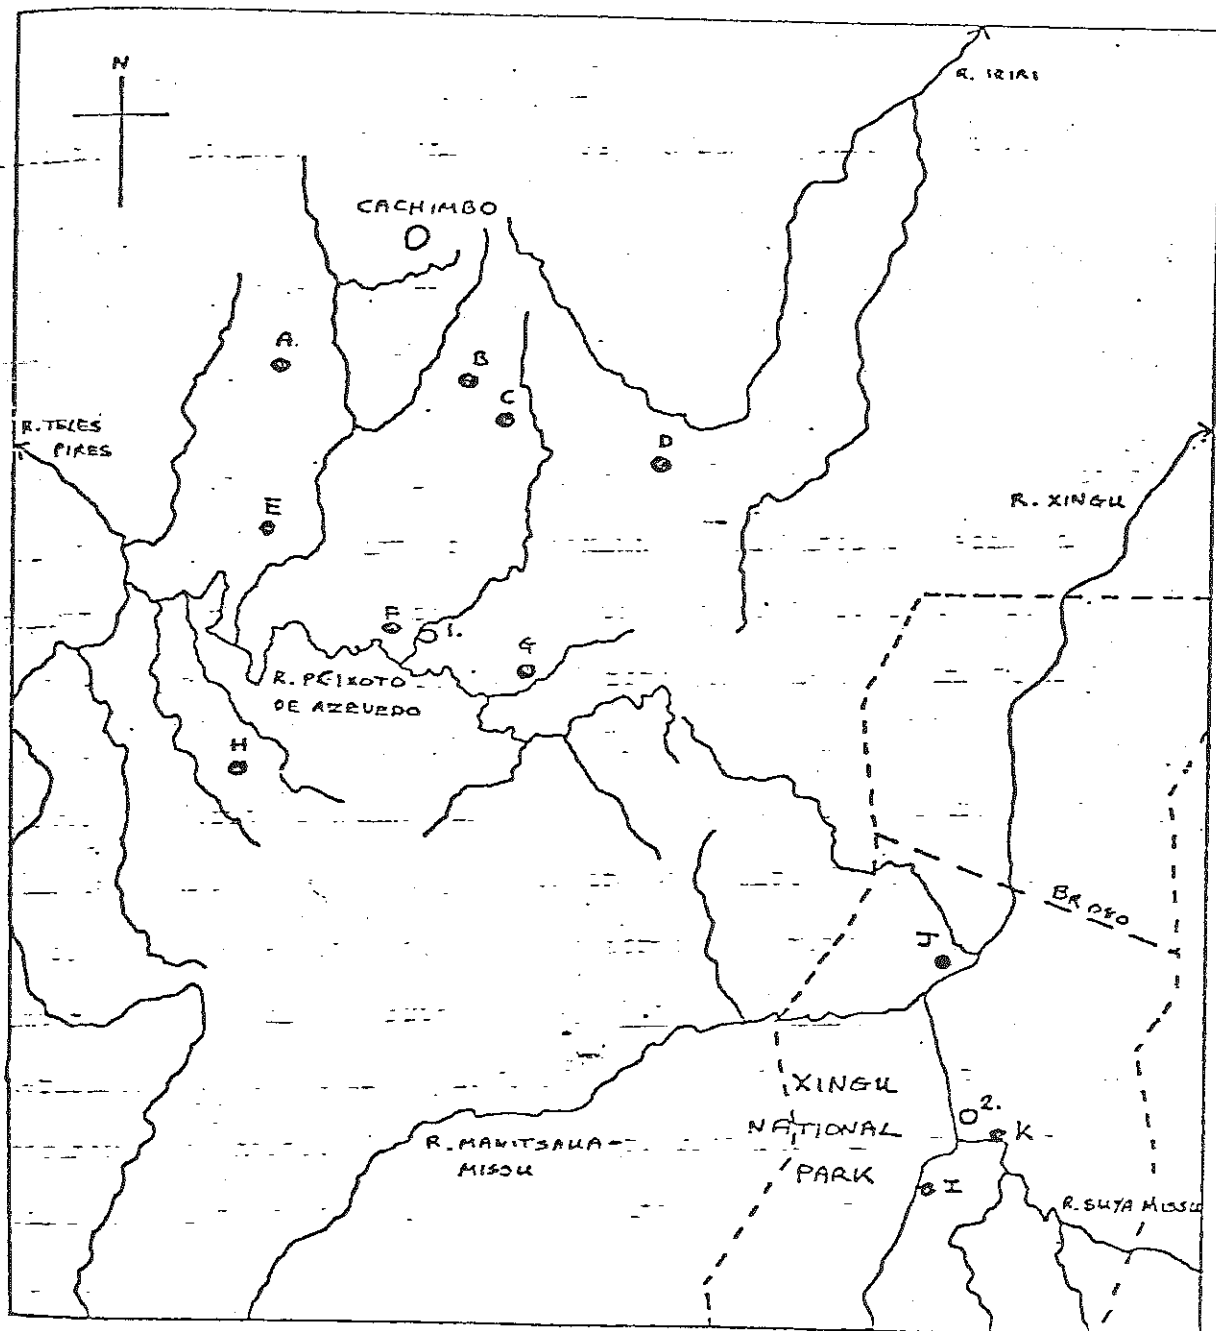 N
R. IRIRI
CACHIMBO
A.
B
C
R. TELES
PIRES
D
E
R. XINGU
F
1.
G
R. PEIXOTO
DE AZEVEDO
H
BR 080
J
XINGU
2.
NATIONAL
K
R. MANITSAUA-
MISSU
PARK
I
R. SUYA MISSU